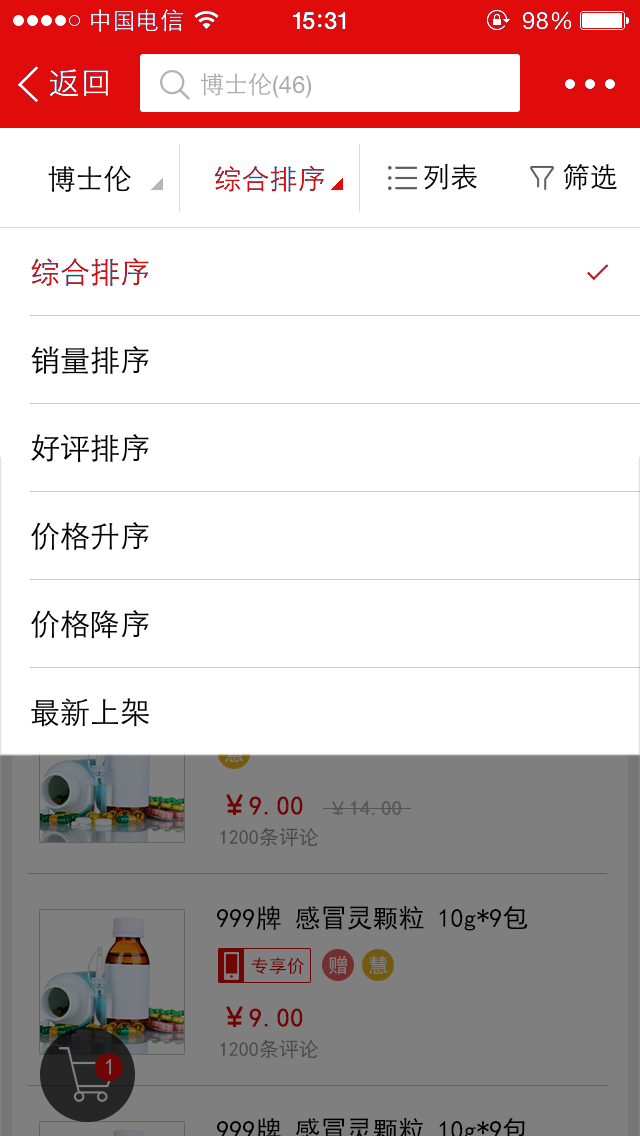 中国电信 15:31 98%
返回 博士伦(46)
博士伦 综合排序 列表 筛选
综合排序
销量排序
好评排序
价格升序
价格降序
最新上架
慧
￥9.00 ￥14.00
1200条评论
999牌 感冒灵颗粒 10g*9包
专享价 赠 慧
￥9.00
1200条评论
1
999牌 感冒灵颗粒 10g*9包